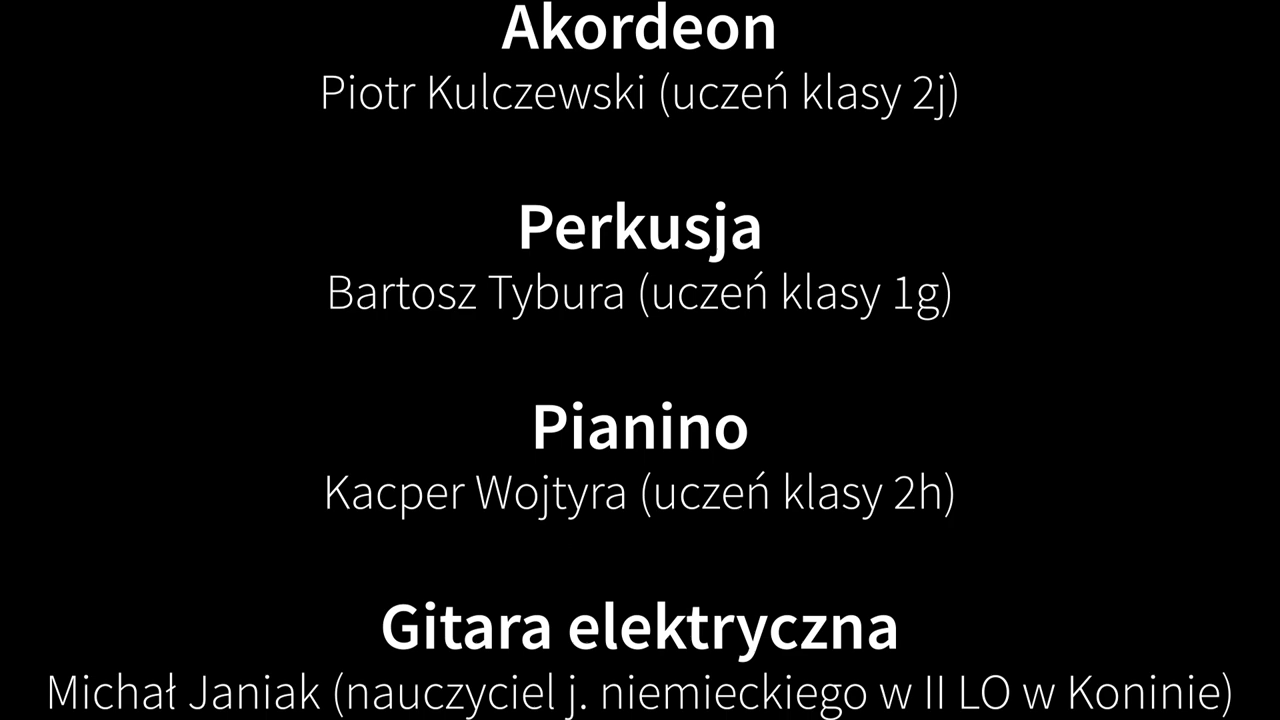 Akordeon
Piotr Kulczewski (uczeń klasy 2j)
Perkusja
Bartosz Tybura (uczeń klasy 1g)
Pianino
Kacper Wojtyra (uczeń klasy 2h)
Gitara elektryczna
Michał Janiak (nauczyciel j. niemieckiego w II LO w Koninie)